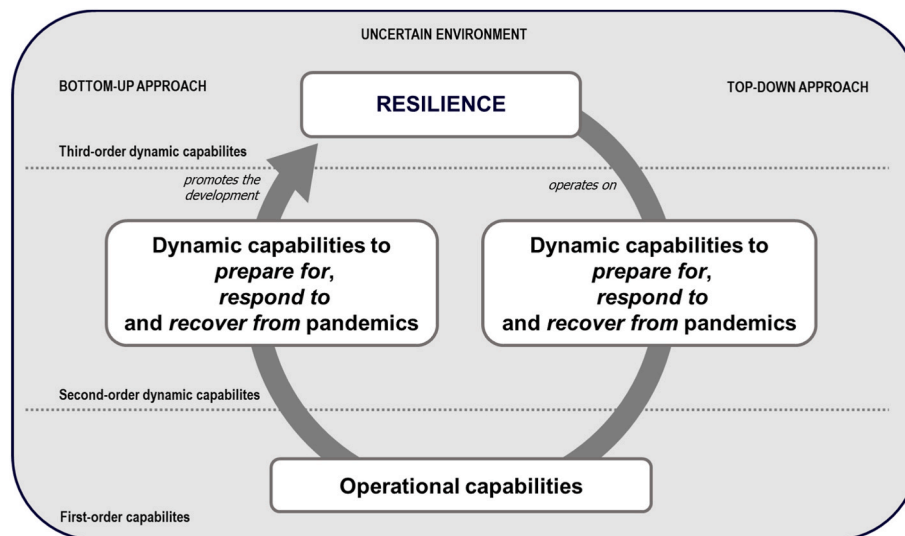 UNCERTAIN ENVIRONMENT
BOTTOM-UP APPROACH
TOP-DOWN APPROACH
RESILIENCE
Third-order dynamic capabilites
promotes the
development
operates on
Dynamic capabilities to
prepare for,
respond to
and recover from pandemics
Dynamic capabilities to
prepare for,
respond to
and recover from pandemics
Second-order dynamic capabilites
Operational capabilities
First-order capabilites